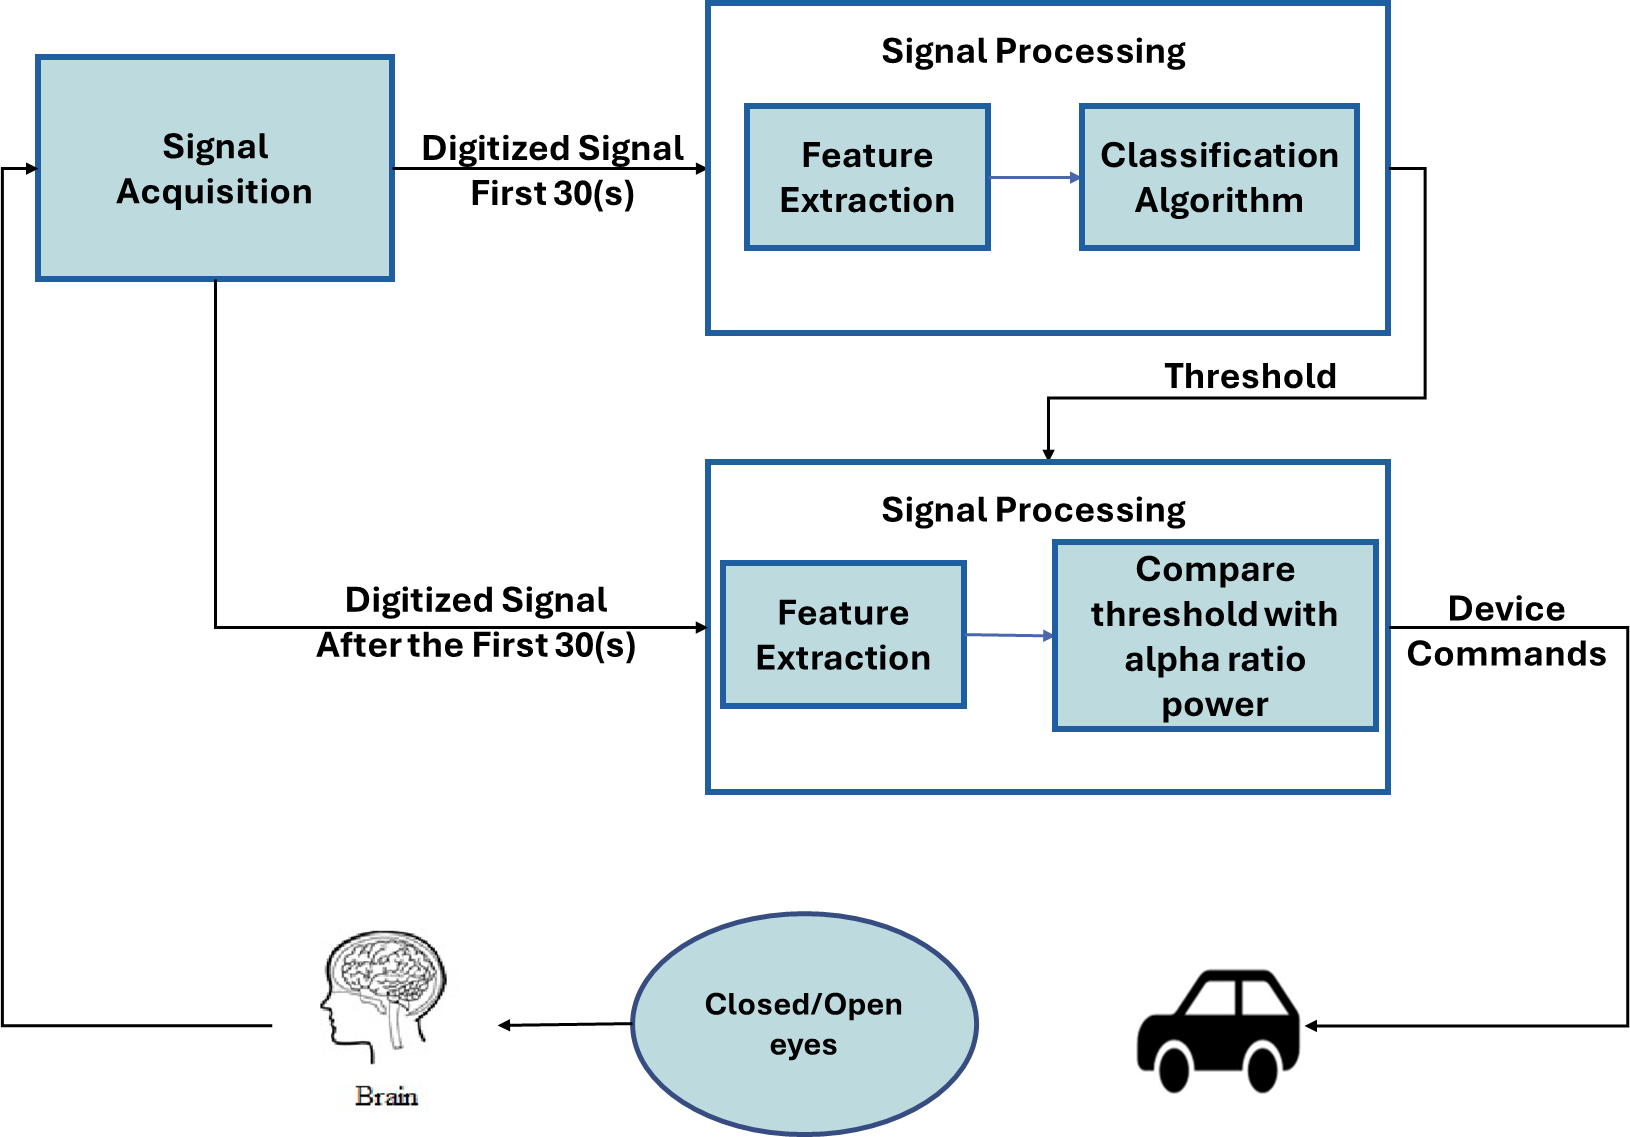 Signal Processing
Signal
Acquisition
Digitized Signal
First 30(s)
Feature
Extraction
Classification
Algorithm
Threshold
Signal Processing
Digitized Signal
After the First 30(s)
Feature
Extraction
Compare
threshold with
alpha ratio
power
Device
Commands
Closed/Open
eyes
Brain